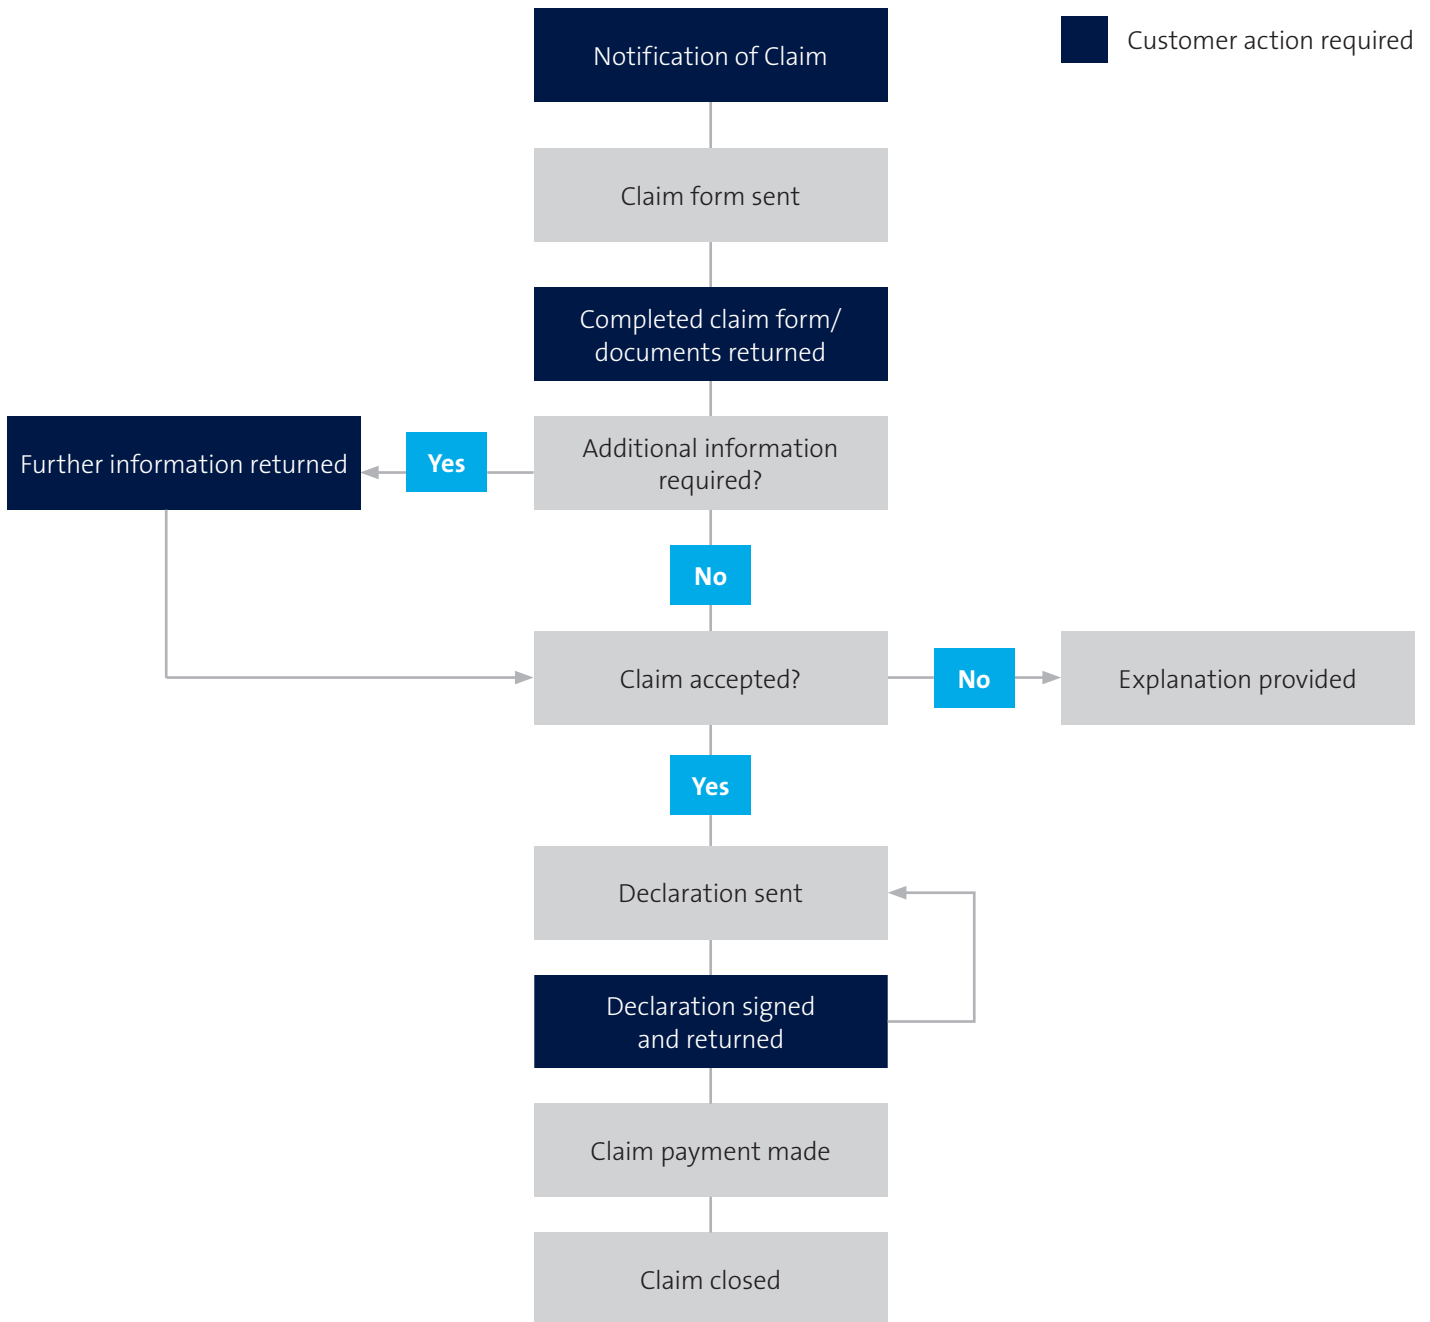 Notification of Claim
Customer action required
Claim form sent
Completed claim form/
documents returned
Further information returned
Yes
Additional information
required?
No
Claim accepted?
No
Explanation provided
Yes
Declaration sent
Declaration signed
and returned
Claim payment made
Claim closed